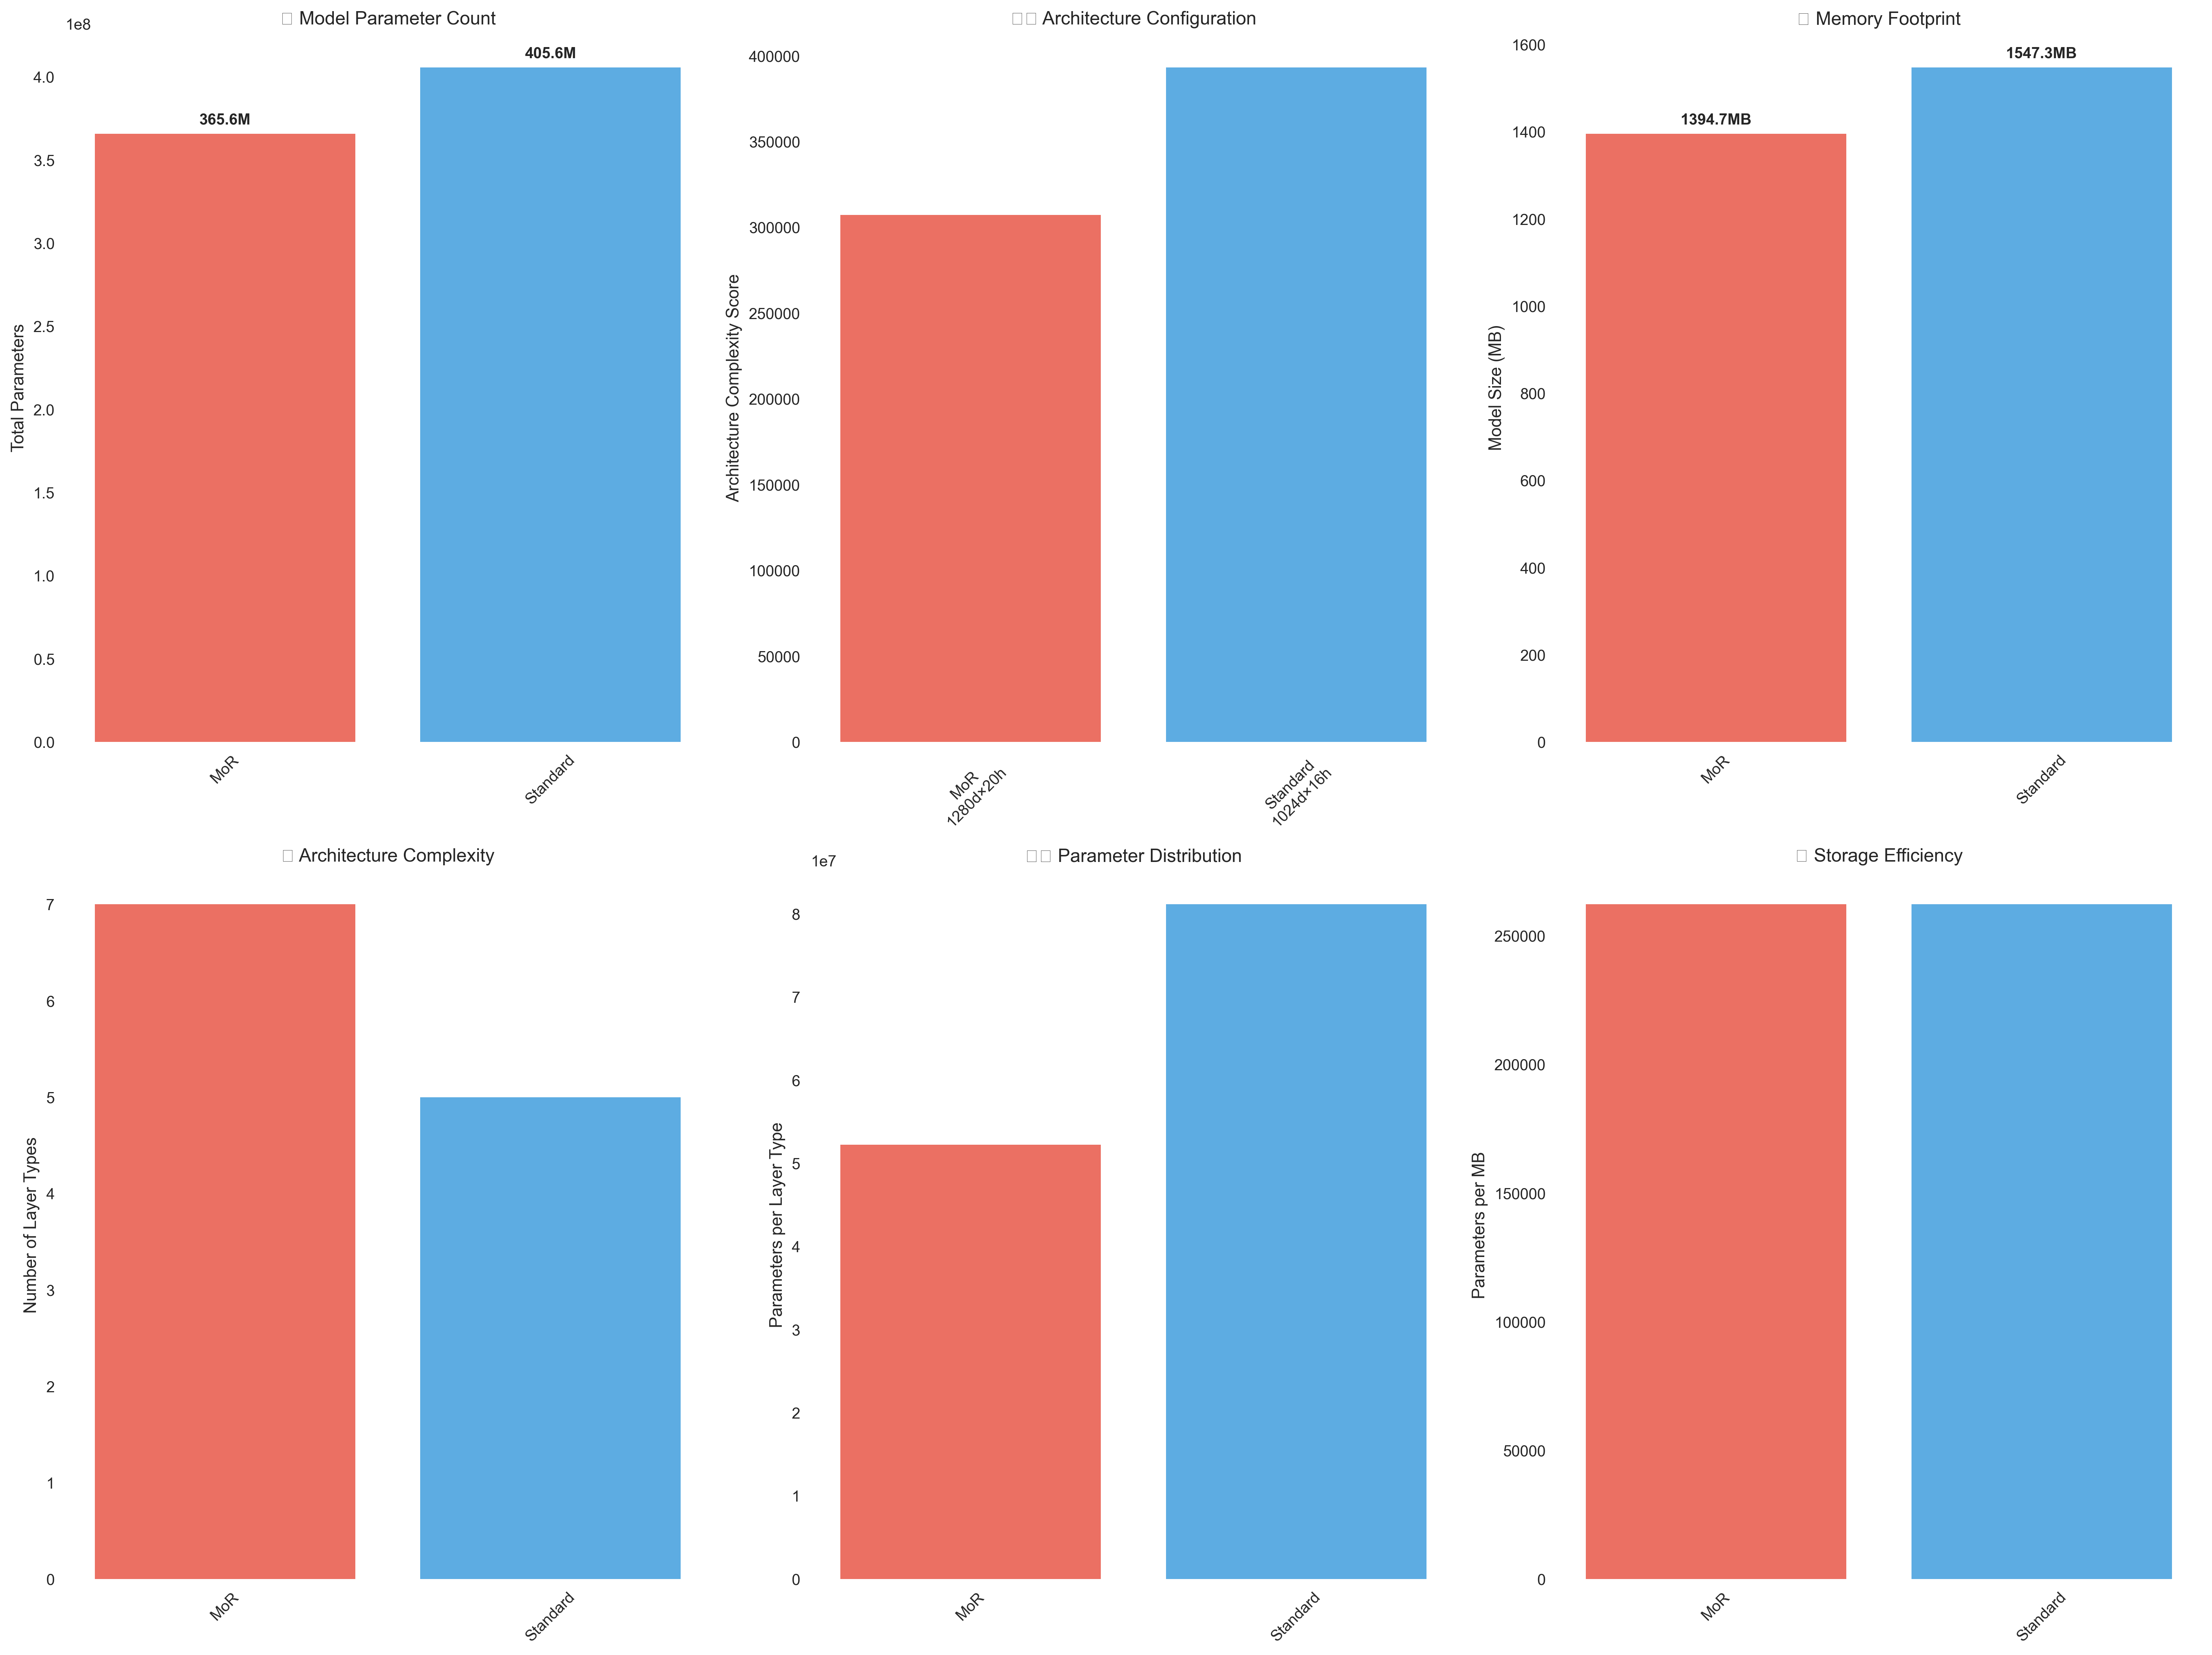 Model Parameter Count
1e8
405.6M
365.6M
4.0
3.5
3.0
2.5
2.0
1.5
1.0
0.5
0.0
Total Parameters
MoR
Standard
Architecture Configuration
400000
350000
300000
250000
200000
150000
100000
50000
0
Architecture Complexity Score
MoR
1280d×20h
Standard
1024d×16h
Memory Footprint
1600
1547.3MB
1394.7MB
1400
1200
1000
800
600
400
200
0
Model Size (MB)
MoR
Standard
Architecture Complexity
7
6
5
4
3
2
1
0
Number of Layer Types
MoR
Standard
Parameter Distribution
1e7
8
7
6
5
4
3
2
1
0
Parameters per Layer Type
MoR
Standard
Storage Efficiency
250000
200000
150000
100000
50000
0
Parameters per MB
MoR
Standard